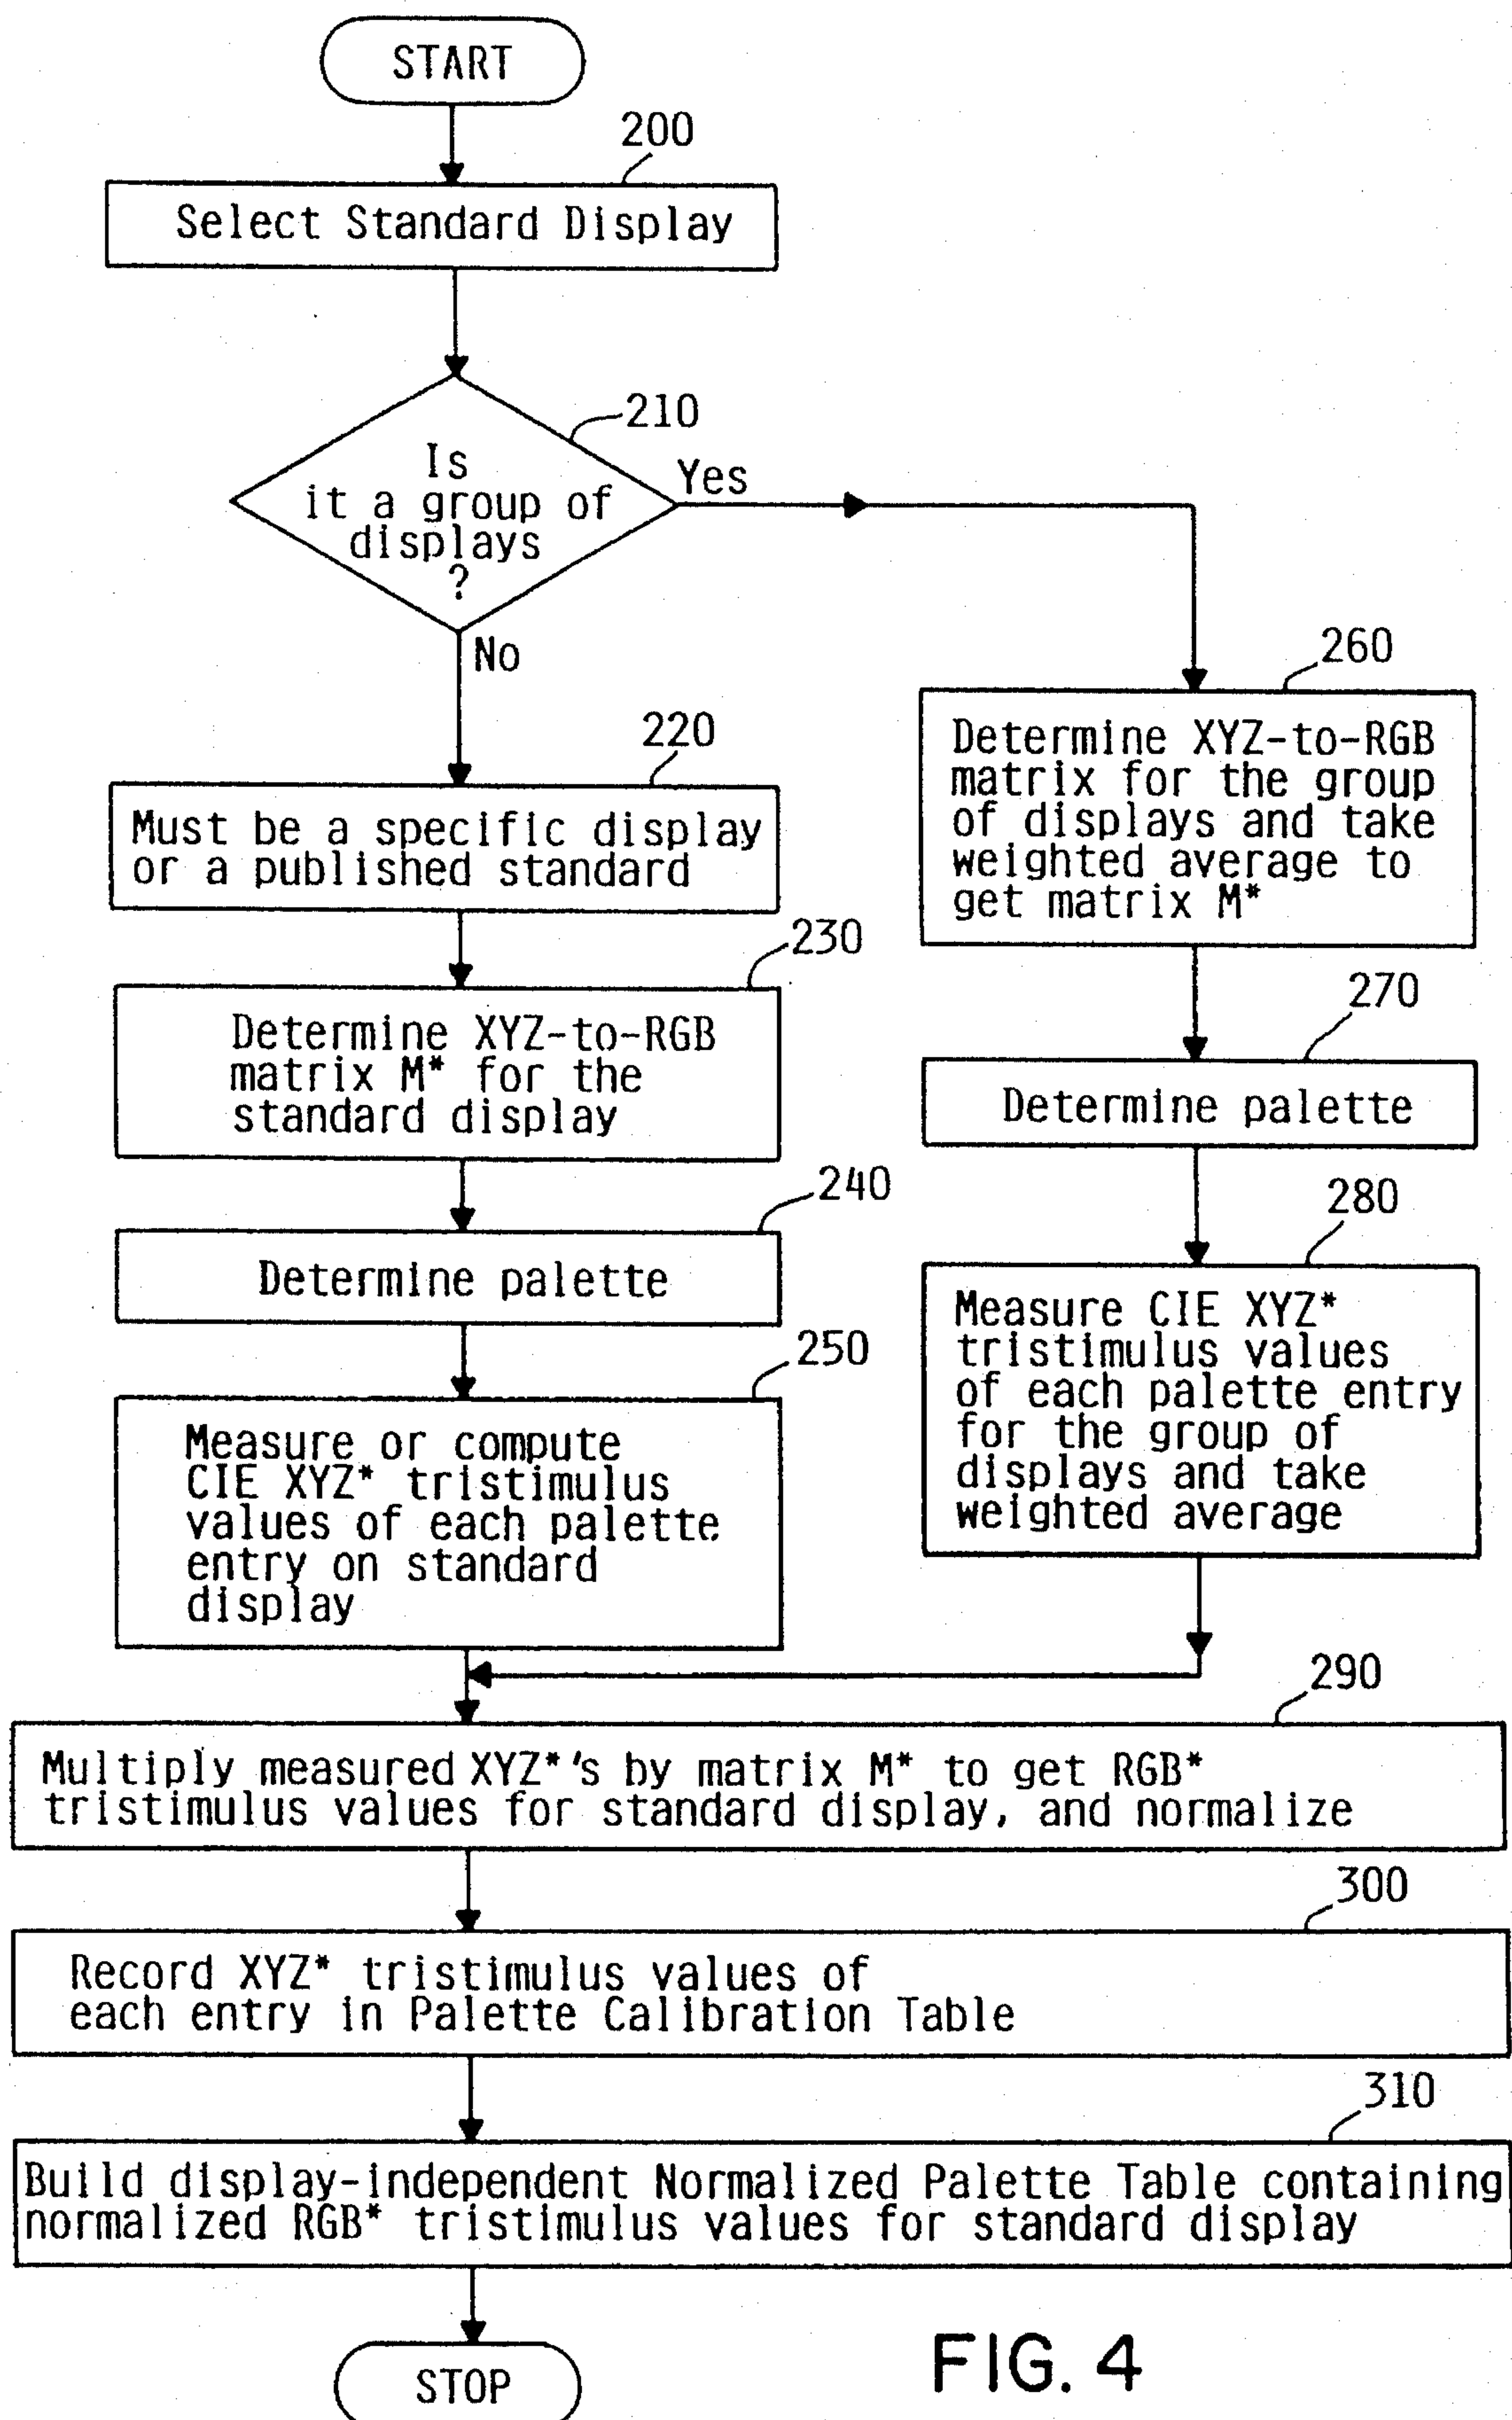 START
200
Select Standard Display
210
Is
it a group of
displays
?
Yes
No
220
Must be a specific display
or a published standard
230
Determine XYZ-to-RGB
matrix M* for the
standard display
240
Determine palette
250
Measure or compute
CIE XYZ* tristimulus
values of each palette
entry on standard
display
260
Determine XYZ-to-RGB
matrix for the group
of displays and take
weighted average to
get matrix M*
270
Determine palette
280
Measure CIE XYZ*
tristimulus values
of each palette entry
for the group of
displays and take
weighted average
290
Multiply measured XYZ*'s by matrix M* to get RGB*
tristimulus values for standard display, and normalize
300
Record XYZ* tristimulus values of
each entry in Palette Calibration Table
310
Build display-independent Normalized Palette Table containing
normalized RGB* tristimulus values for standard display
STOP
FIG. 4